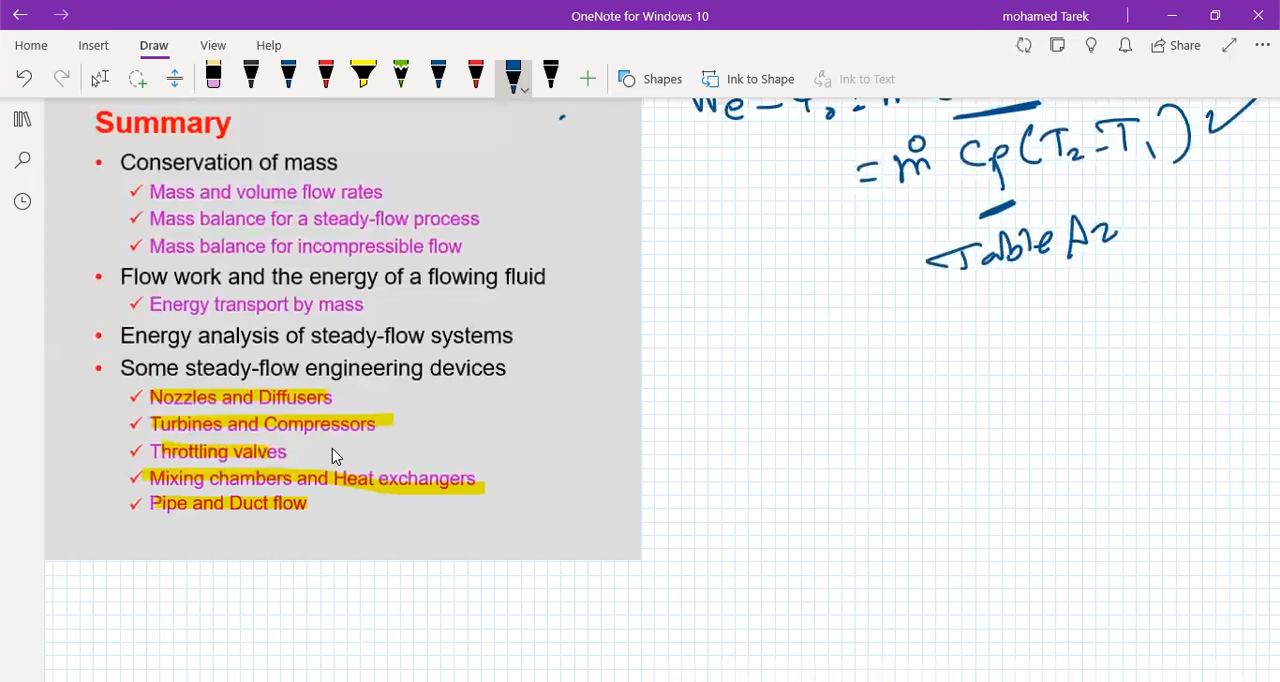 OneNote for Windows 10
mohamed Tarek
Home Insert Draw View Help
Share
Shapes Ink to Shape Ink to Text
Summary
• Conservation of mass
✓ Mass and volume flow rates
✓ Mass balance for a steady-flow process
✓ Mass balance for incompressible flow
• Flow work and the energy of a flowing fluid
✓ Energy transport by mass
• Energy analysis of steady-flow systems
• Some steady-flow engineering devices
✓ Nozzles and Diffusers
✓ Turbines and Compressors
✓ Throttling valves
✓ Mixing chambers and Heat exchangers
✓ Pipe and Duct flow
= ṁ Cp(T2-T1)
Table A2